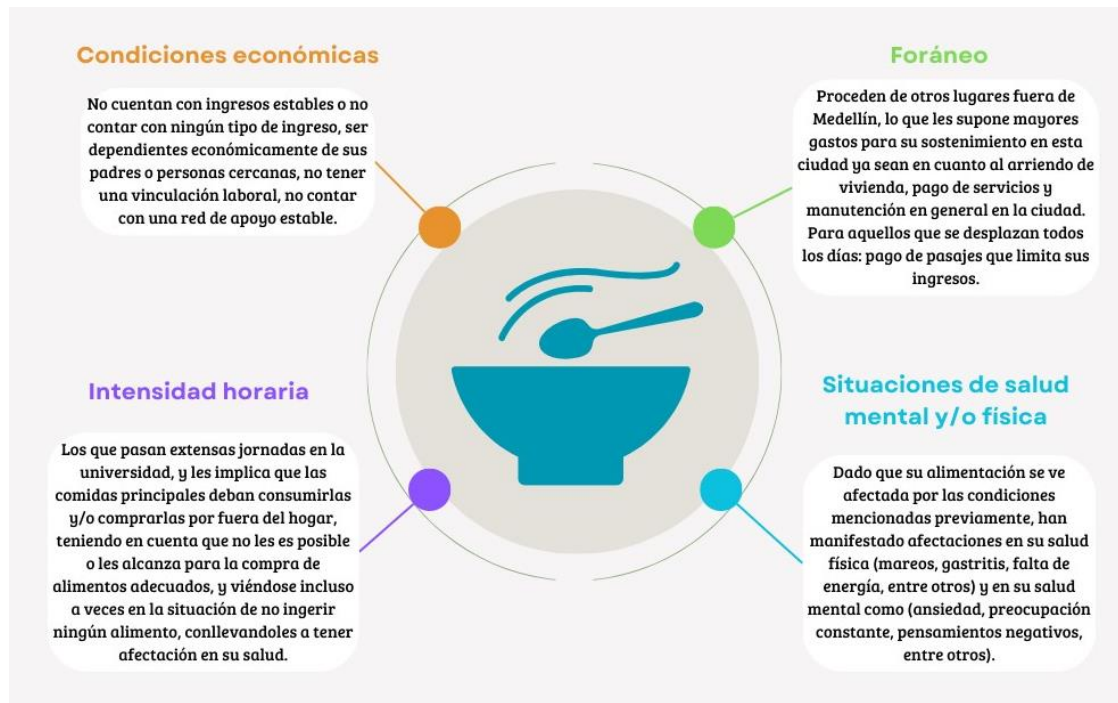 Condiciones económicas
No cuentan con ingresos estables o no
contar con ningún tipo de ingreso, ser
dependientes económicamente de sus
padres o personas cercanas, no tener
una vinculación laboral, no contar
con una red de apoyo estable.
Foráneo
Proceden de otros lugares fuera de
Medellín, lo que les supone mayores
gastos para su sostenimiento en esta
ciudad ya sean en cuanto al arriendo de
vivienda, pago de servicios y
manutención en general en la ciudad.
Para aquellos que se desplazan todos
los días: pago de pasajes que limita sus
ingresos.
Intensidad horaria
Los que pasan extensas jornadas en la
universidad, y les implica que las
comidas principales deban consumirlas
y/o comprarlas por fuera del hogar,
teniendo en cuenta que no les es posible
o les alcanza para la compra de
alimentos adecuados, y viéndose incluso
a veces en la situación de no ingerir
ningún alimento, conllevandoles a tener
afectación en su salud.
Situaciones de salud
mental y/o física
Dado que su alimentación se ve
afectada por las condiciones
mencionadas previamente, han
manifestado afectaciones en su salud
física (mareos, gastritis, falta de
energía, entre otros) y en su salud
mental como (ansiedad, preocupación
constante, pensamientos negativos,
entre otros).